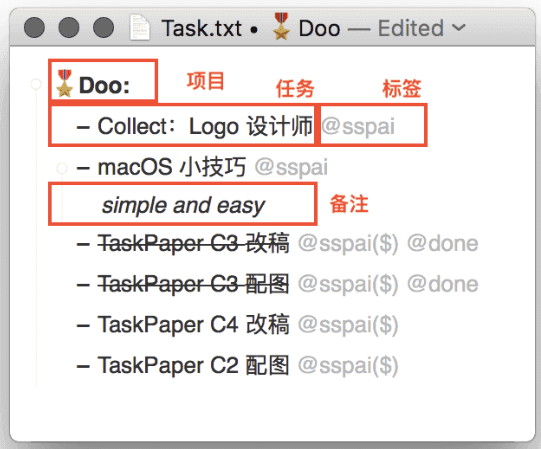 Task.txt • 🎖 Doo — Edited
🎖Doo: 项目 任务 标签
– Collect：Logo 设计师 @sspai
– macOS 小技巧 @sspai
simple and easy 备注
– TaskPaper C3 改稿 @sspai($) @done
– TaskPaper C3 配图 @sspai($) @done
– TaskPaper C4 改稿 @sspai($)
– TaskPaper C2 配图 @sspai($)